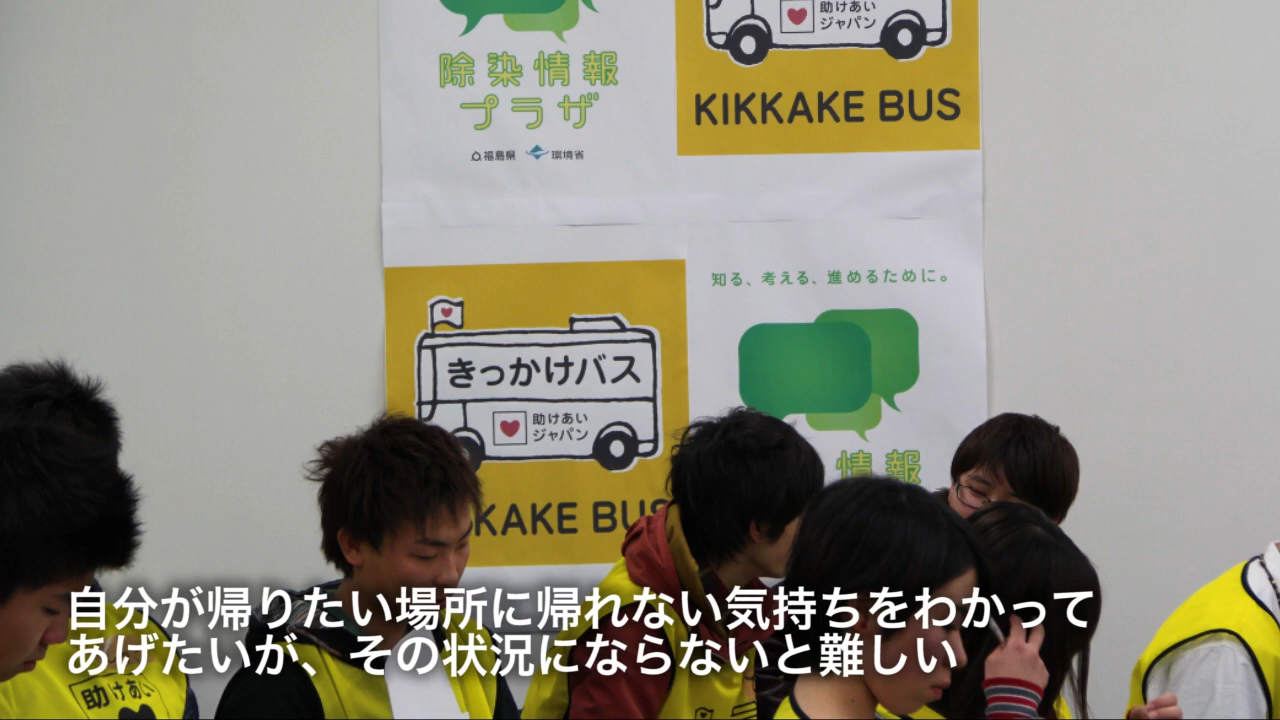 助けあい
ジャパン
除染情報
プラザ
福島県 環境省
KIKKAKE BUS
知る、考える、進めるために。
きっかけバス
助けあい
ジャパン
情報
KAKE BUS
自分が帰りたい場所に帰れない気持ちをわかって
あげたいが、その状況にならないと難しい
助けあい